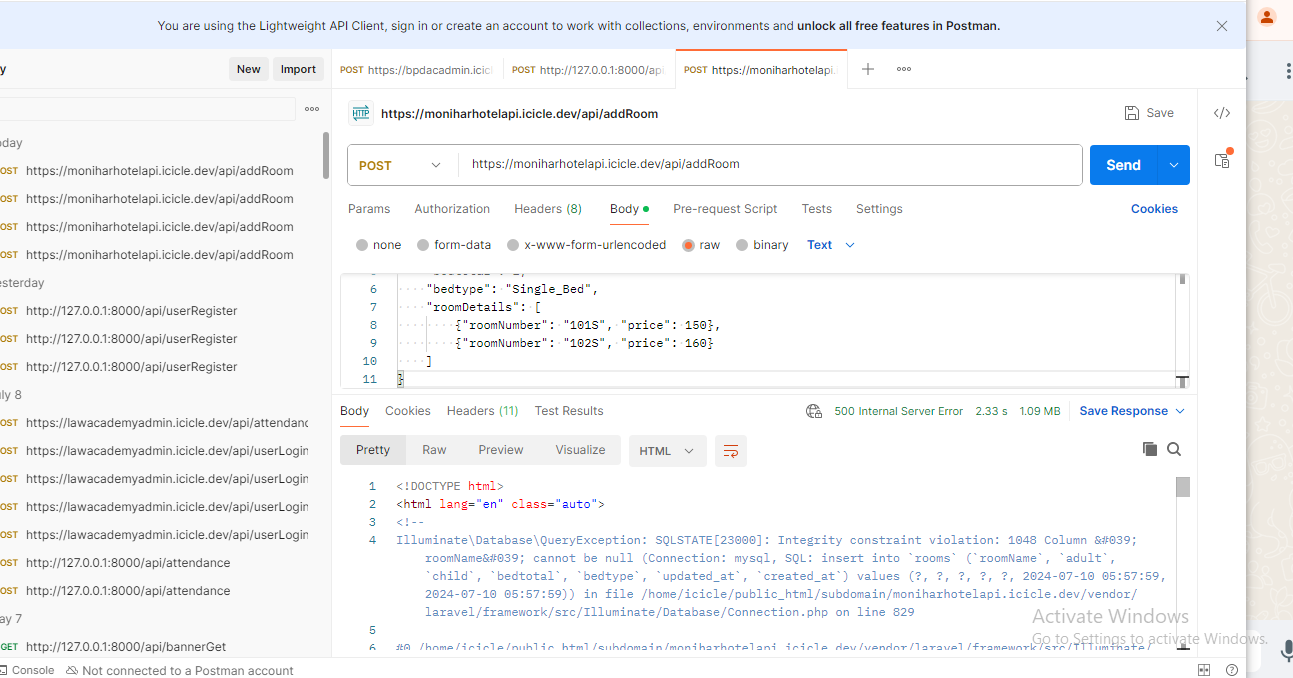 You are using the Lightweight API Client, sign in or create an account to work with collections, environments and unlock all free features in Postman.
y
New
Import
POST https://bpdacadmin.icicl
POST http://127.0.0.1:8000/api
POST https://moniharhotelapi.
https://moniharhotelapi.icicle.dev/api/addRoom
Save
POST
https://moniharhotelapi.icicle.dev/api/addRoom
Send
Params
Authorization
Headers (8)
Body
Pre-request Script
Tests
Settings
Cookies
none
form-data
x-www-form-urlencoded
raw
binary
Text
6 "bedtype": "Single_Bed",
7 "roomDetails": [
8 {"roomNumber": "101S", "price": 150},
9 {"roomNumber": "102S", "price": 160}
10 ]
11 }
oday
OST https://moniharhotelapi.icicle.dev/api/addRoom
OST https://moniharhotelapi.icicle.dev/api/addRoom
OST https://moniharhotelapi.icicle.dev/api/addRoom
OST https://moniharhotelapi.icicle.dev/api/addRoom
esterday
OST http://127.0.0.1:8000/api/userRegister
OST http://127.0.0.1:8000/api/userRegister
OST http://127.0.0.1:8000/api/userRegister
uly 8
OST https://lawacademyadmin.icicle.dev/api/attendanc
OST https://lawacademyadmin.icicle.dev/api/userLogin
OST https://lawacademyadmin.icicle.dev/api/userLogin
OST https://lawacademyadmin.icicle.dev/api/userLogin
OST https://lawacademyadmin.icicle.dev/api/userLogin
OST http://127.0.0.1:8000/api/attendance
OST http://127.0.0.1:8000/api/attendance
ay 7
GET http://127.0.0.1:8000/api/bannerGet
Body
Cookies
Headers (11)
Test Results
500 Internal Server Error 2.33 s 1.09 MB
Save Response
Pretty
Raw
Preview
Visualize
HTML
1 <!DOCTYPE html>
2 <html lang="en" class="auto">
3 <!--
4 Illuminate\Database\QueryException: SQLSTATE[23000]: Integrity constraint violation: 1048 Column &#039;
roomName&#039; cannot be null (Connection: mysql, SQL: insert into `rooms` (`roomName`, `adult`,
`child`, `bedtotal`, `bedtype`, `updated_at`, `created_at`) values (?, ?, ?, ?, ?, 2024-07-10 05:57:59,
2024-07-10 05:57:59)) in file /home/icicle/public_html/subdomain/moniharhotelapi.icicle.dev/vendor/
laravel/framework/src/Illuminate/Database/Connection.php on line 829
5
6 #0 /home/icicle/public_html/subdomain/moniharhotelapi.icicle.dev/vendor/laravel/framework/src/Illuminate/
Activate Windows
Go to Settings to activate Windows.
Console
Not connected to a Postman account